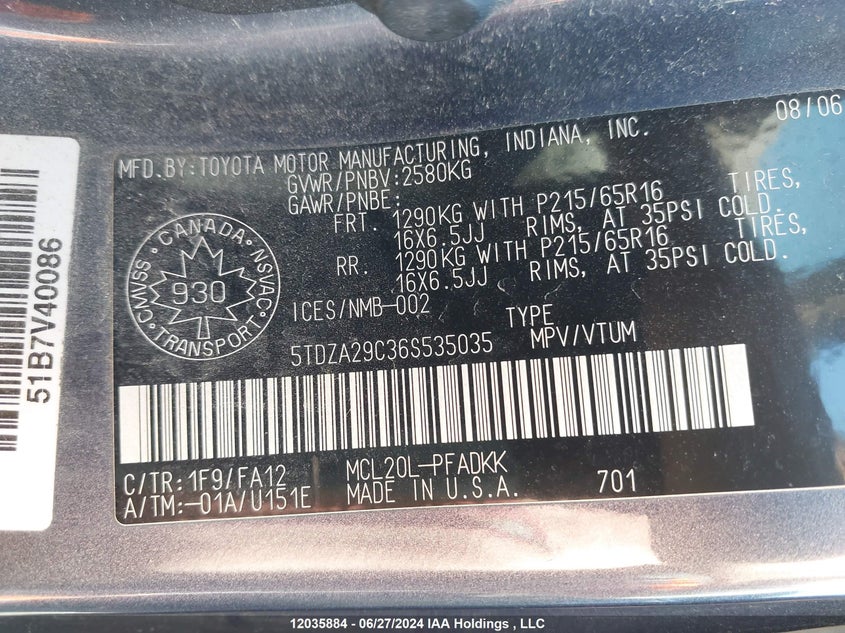 08/06
MFD.BY:TOYOTA MOTOR MANUFACTURING, INDIANA, INC.
GVWR/PNBV:2580KG
GAWR/PNBE:
FRT. 1290KG WITH P215/65R16 TIRES,
16X6.5JJ RIMS, AT 35PSI COLD.
RR. 1290KG WITH P215/65R16 TIRES,
16X6.5JJ RIMS, AT 35PSI COLD.
CANADA
CMVSS
NSVAC
930
TRANSPORT
ICES/NMB-002
TYPE
5TDZA29C36S535035
MPV/VTUM
C/TR:1F9/FA12
MCL20L-PFADKK
A/TM:-01A/U151E
MADE IN U.S.A.
701
51B7V40086
12035884 - 06/27/2024 IAA Holdings , LLC